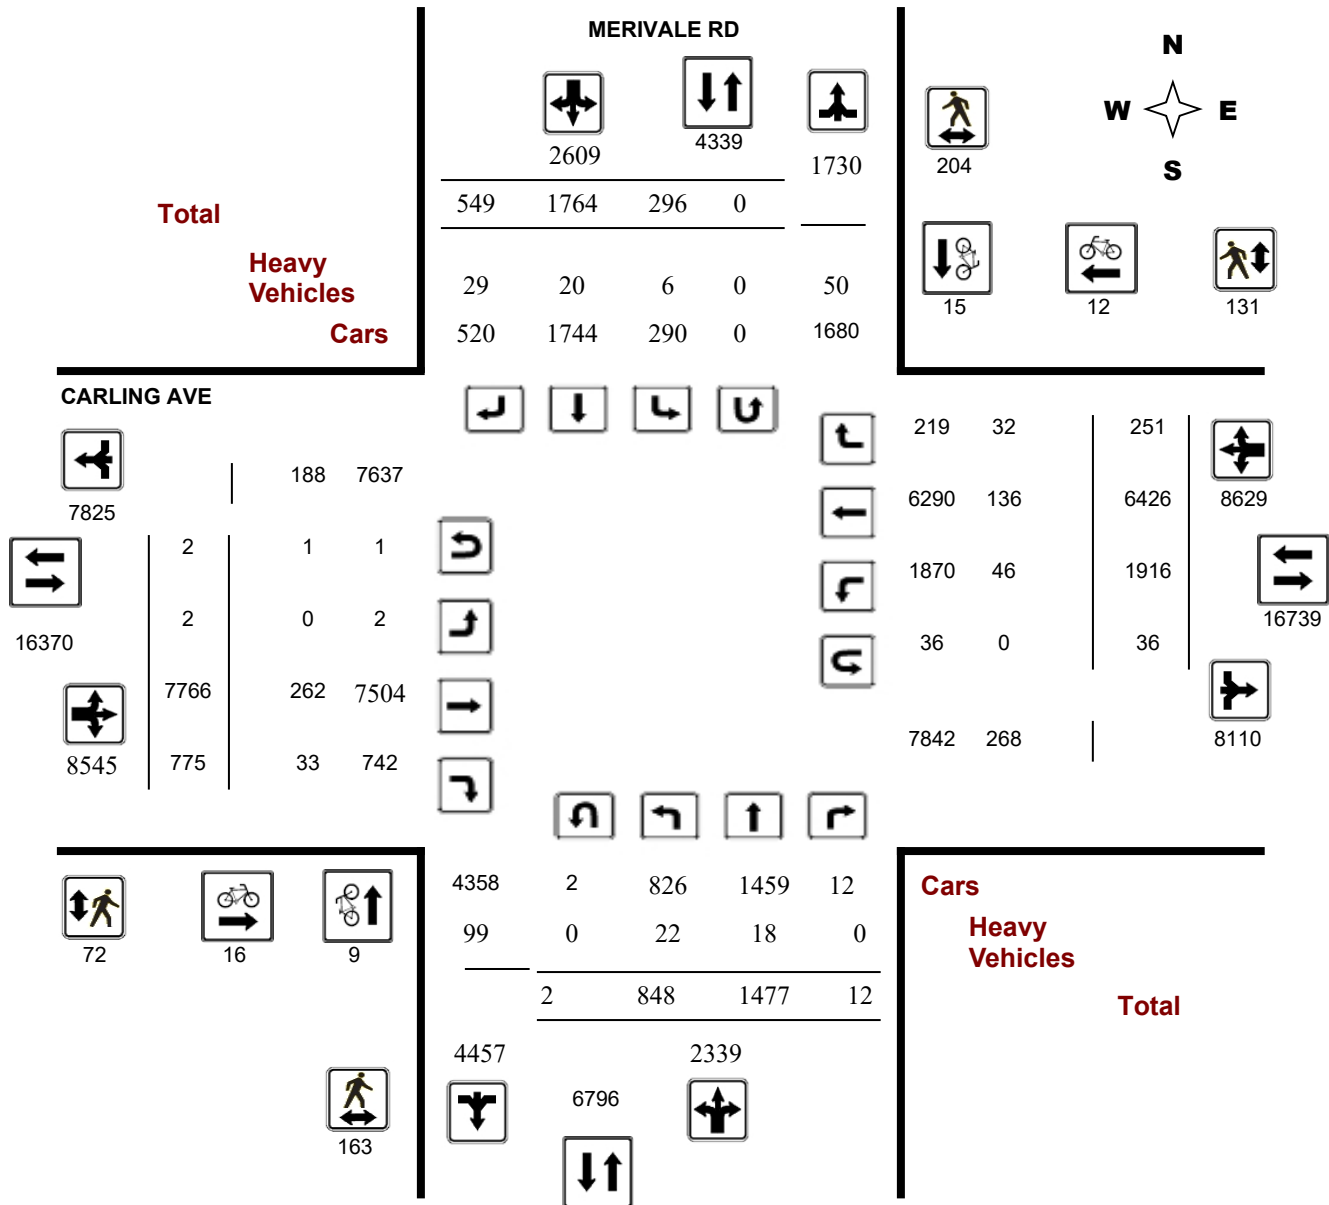 MERIVALE RD
N
W E
S
2609
4339
1730
204
549 1764 296 0
Total
Heavy
Vehicles
29 20 6 0 50
15 12 131
Cars
520 1744 290 0 1680
CARLING AVE
219 32 251
188 7637
7825
6290 136 6426 8629
2 1 1
1870 46 1916
16739
2 0 2
16370
36 0 36
7766 262 7504
7842 268 8110
8545 775 33 742
4358 2 826 1459 12
Cars
99 0 22 18 0
Heavy
Vehicles
72 16 9
2 848 1477 12
Total
4457 2339
6796
163